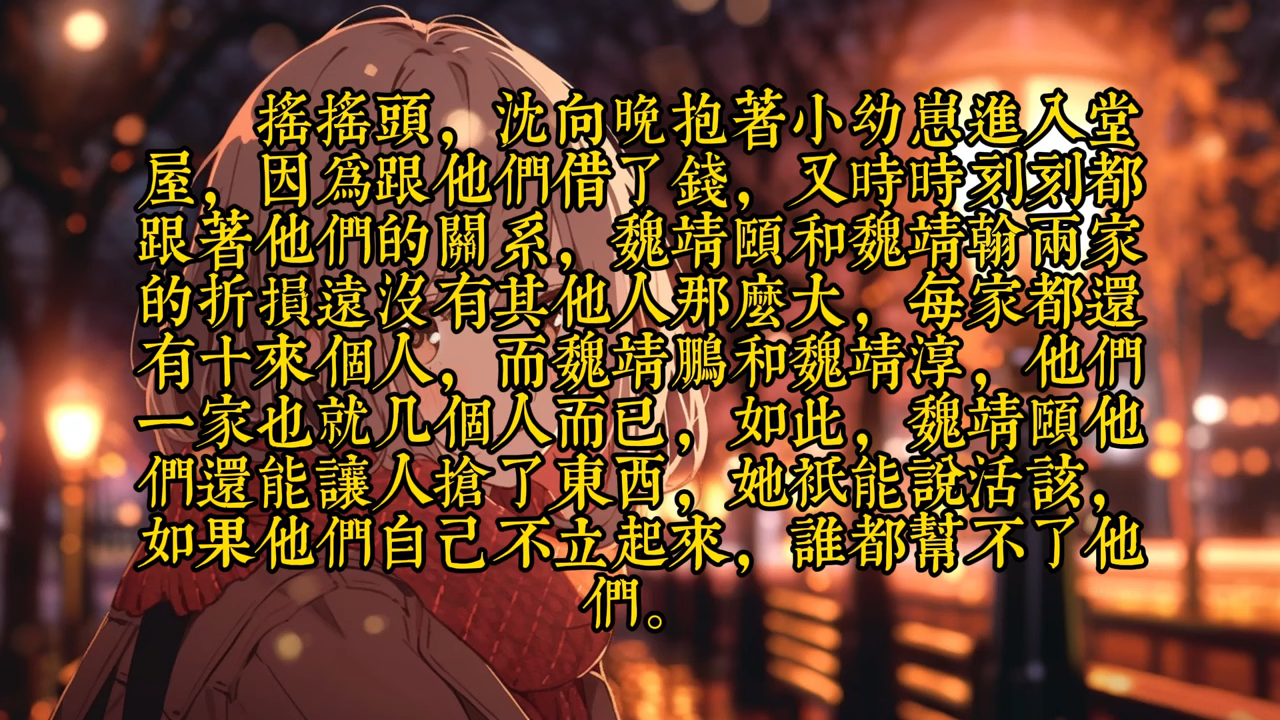 搖搖頭，沈向晚抱著小幼崽進入堂
屋，因為跟他們借了錢，又時時刻刻都
跟著他們的關系，魏靖頤和魏靖翰兩家
的折損遠沒有其他人那麼大，每家都還
有十來個人，而魏靖鵬和魏靖淳，他們
一家也就几個人而已，如此，魏靖頤他
們還能讓人搶了東西，她祇能說活該，
如果他們自己不立起來，誰都幫不了他
們。